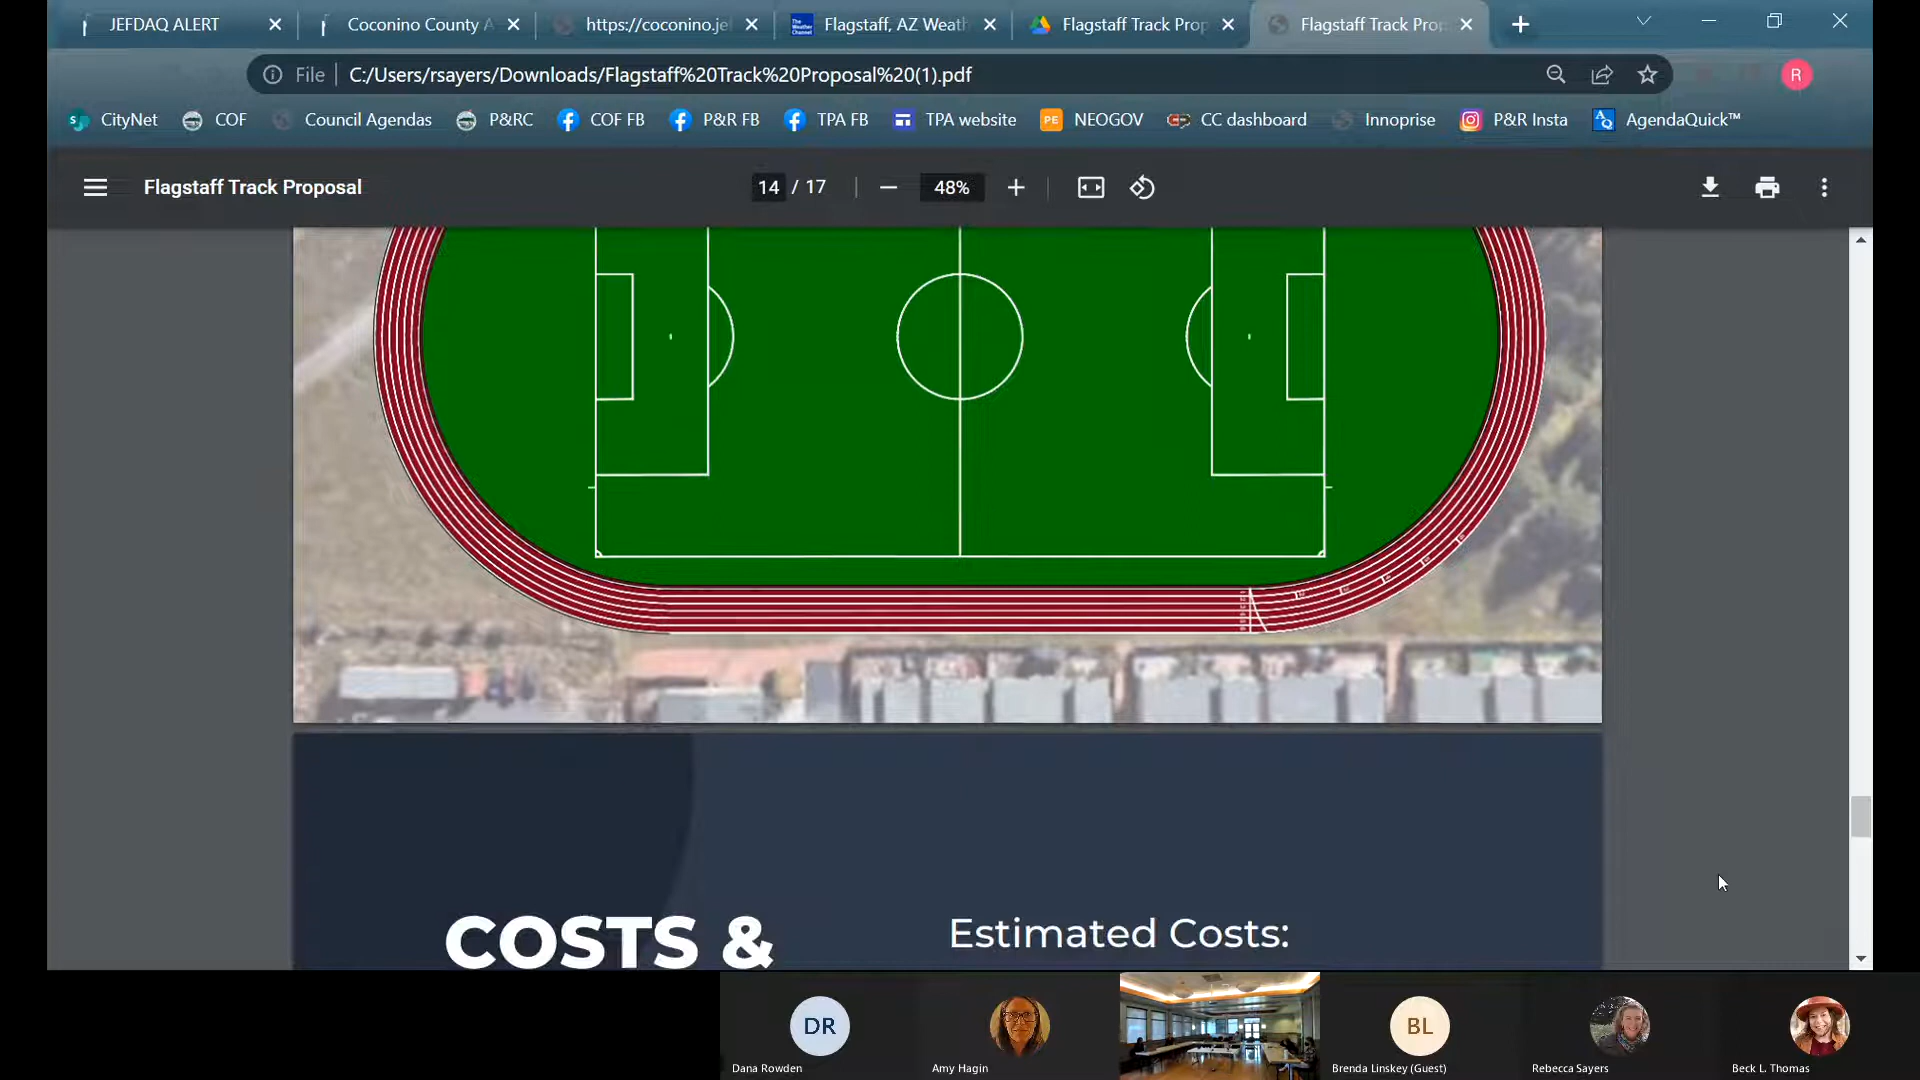 JEFDAQ ALERT
Coconino County A
https://coconino.je
Flagstaff, AZ Weath
Flagstaff Track Prop
Flagstaff Track Prop
File
C:/Users/rsayers/Downloads/Flagstaff%20Track%20Proposal%20(1).pdf
R
CityNet
COF
Council Agendas
P&RC
COF FB
P&R FB
TPA FB
TPA website
PE
NEOGOV
CC dashboard
Innoprise
P&R Insta
AQ
AgendaQuick™
Flagstaff Track Proposal
14 / 17
48%
COSTS &
Estimated Costs:
DR
BL
Dana Rowden
Amy Hagin
Brenda Linskey (Guest)
Rebecca Sayers
Beck L. Thomas